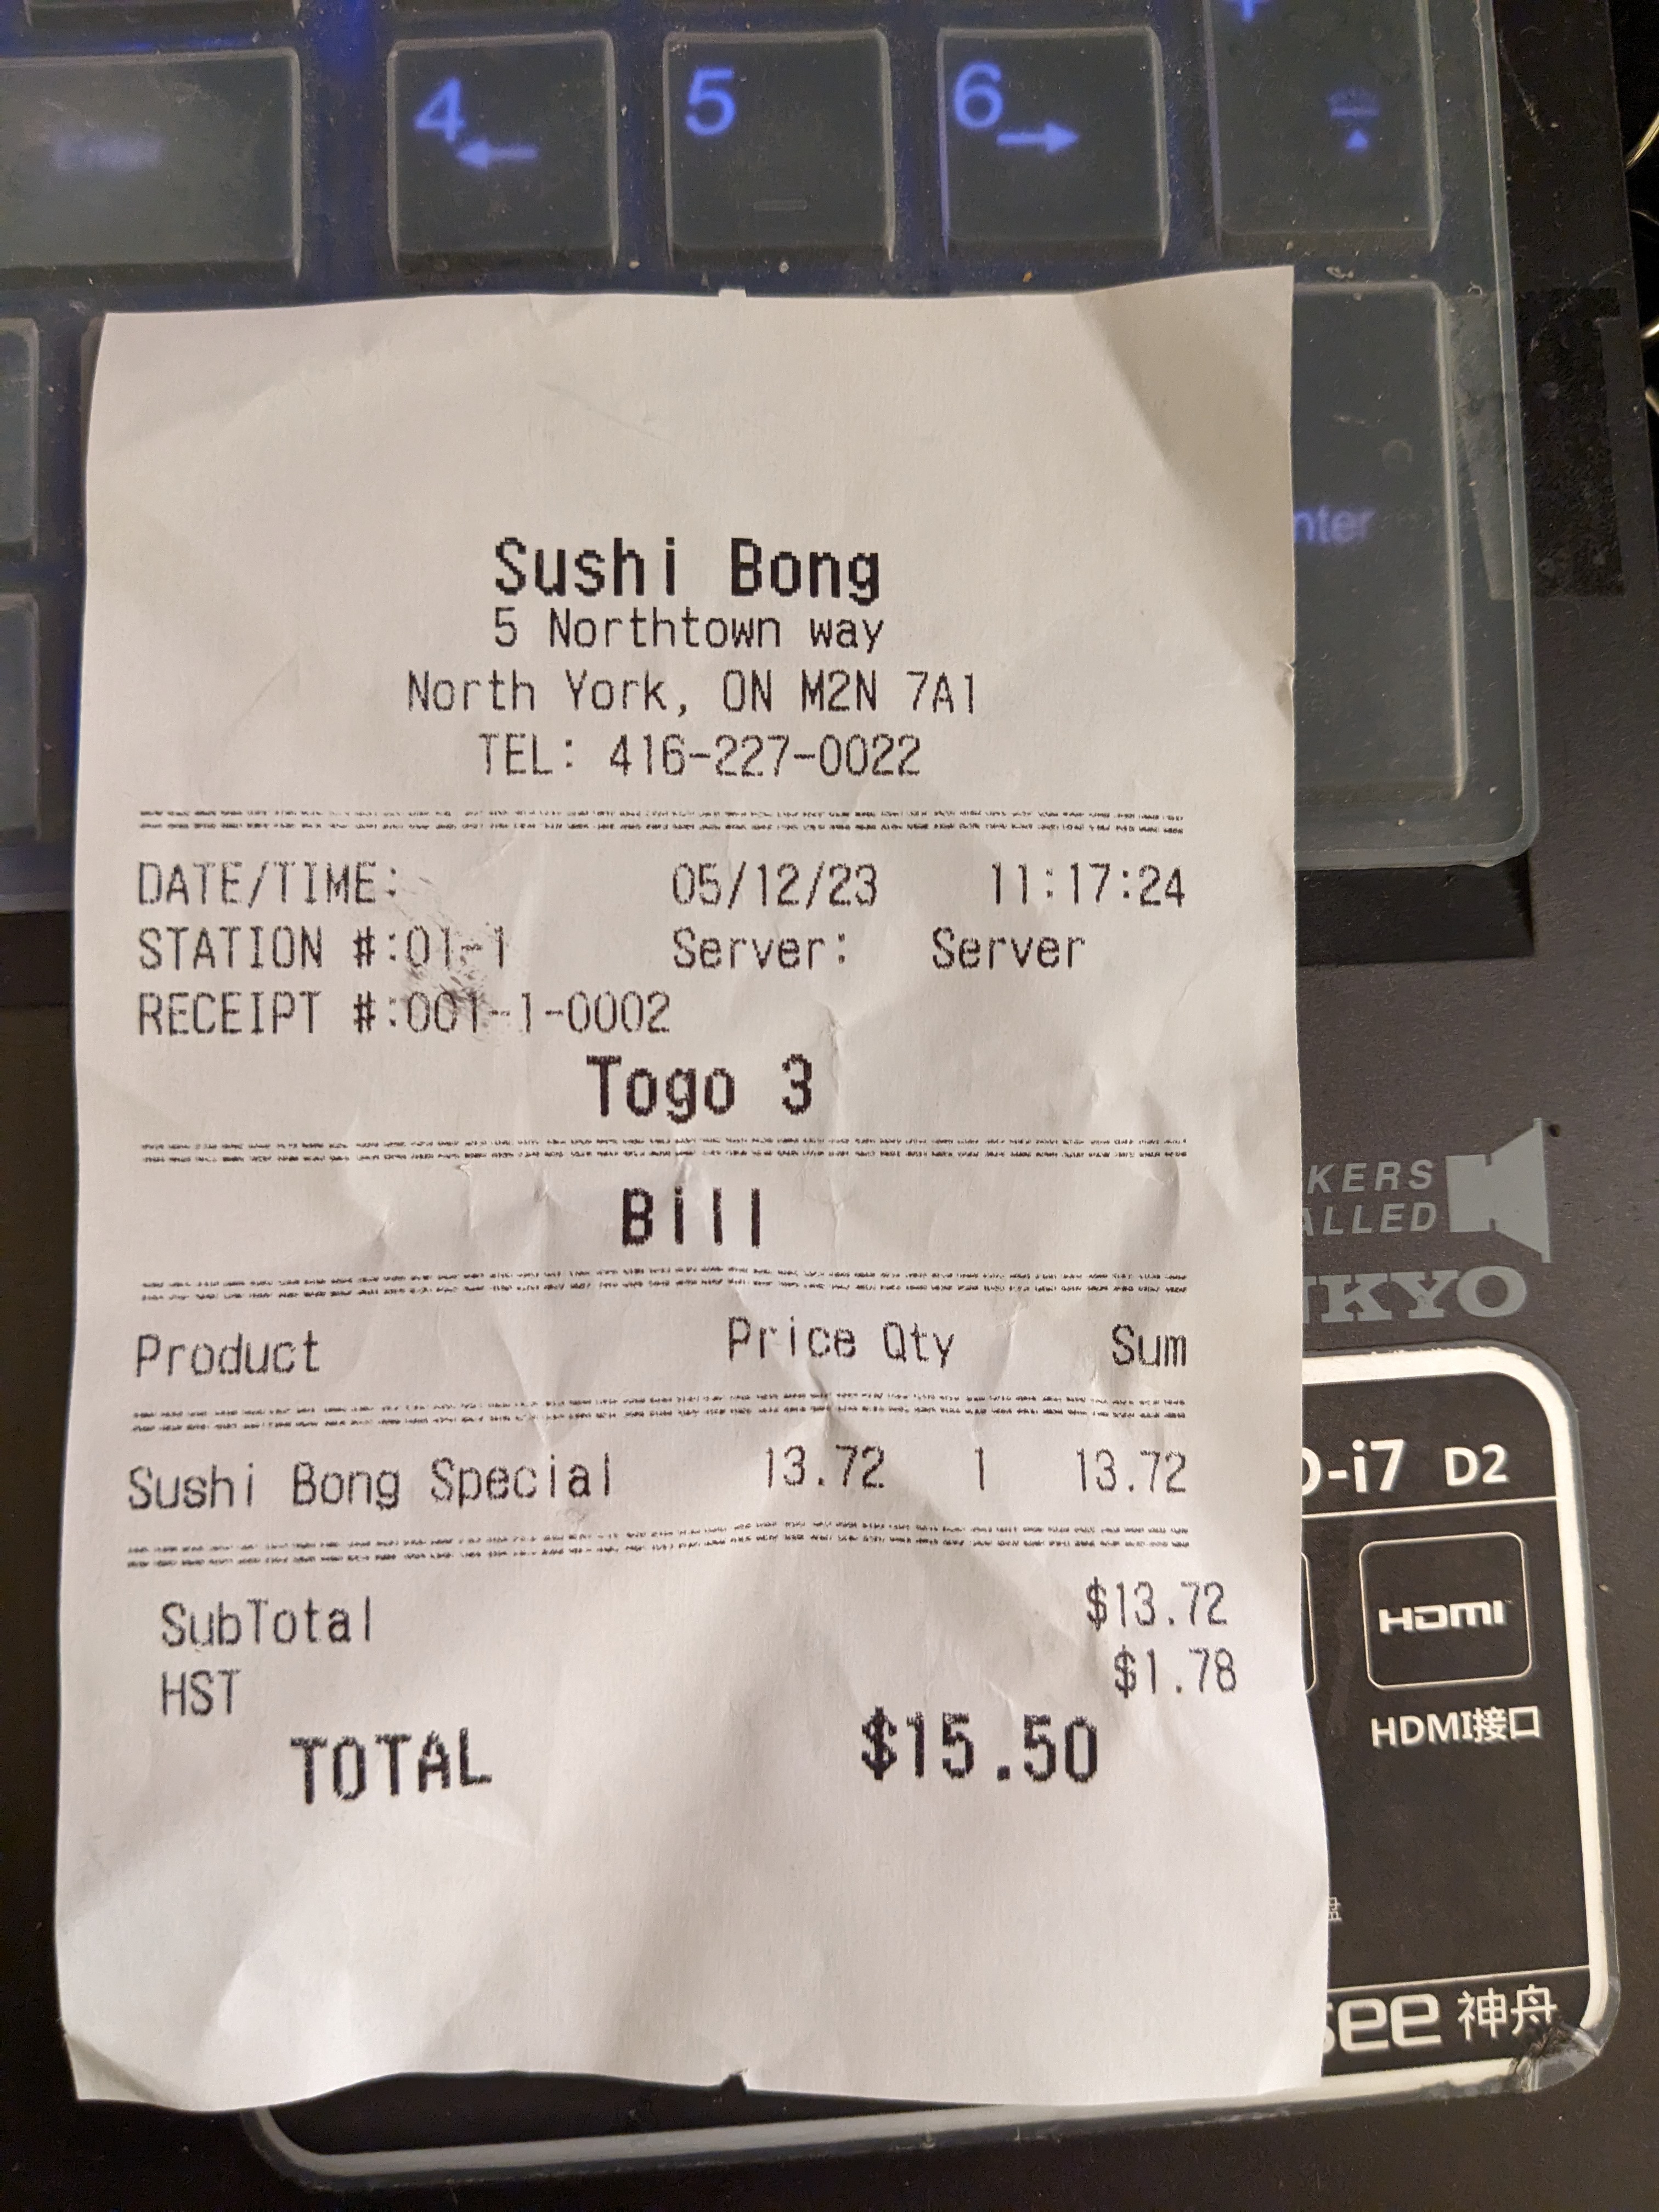 Enter
4
5
6
nter
Sushi Bong
5 Northtown way
North York, ON M2N 7A1
TEL: 416-227-0022
DATE/TIME: 05/12/23 11:17:24
STATION #:01-1 Server: Server
RECEIPT #:001-1-0002
Togo 3
Bill
Product Price Qty Sum
Sushi Bong Special 13.72 1 13.72
SubTotal $13.72
HST $1.78
TOTAL $15.50
KERS
ALLED
NKYO
-i7 D2
HDMI
HDMI接口
盘
see 神舟